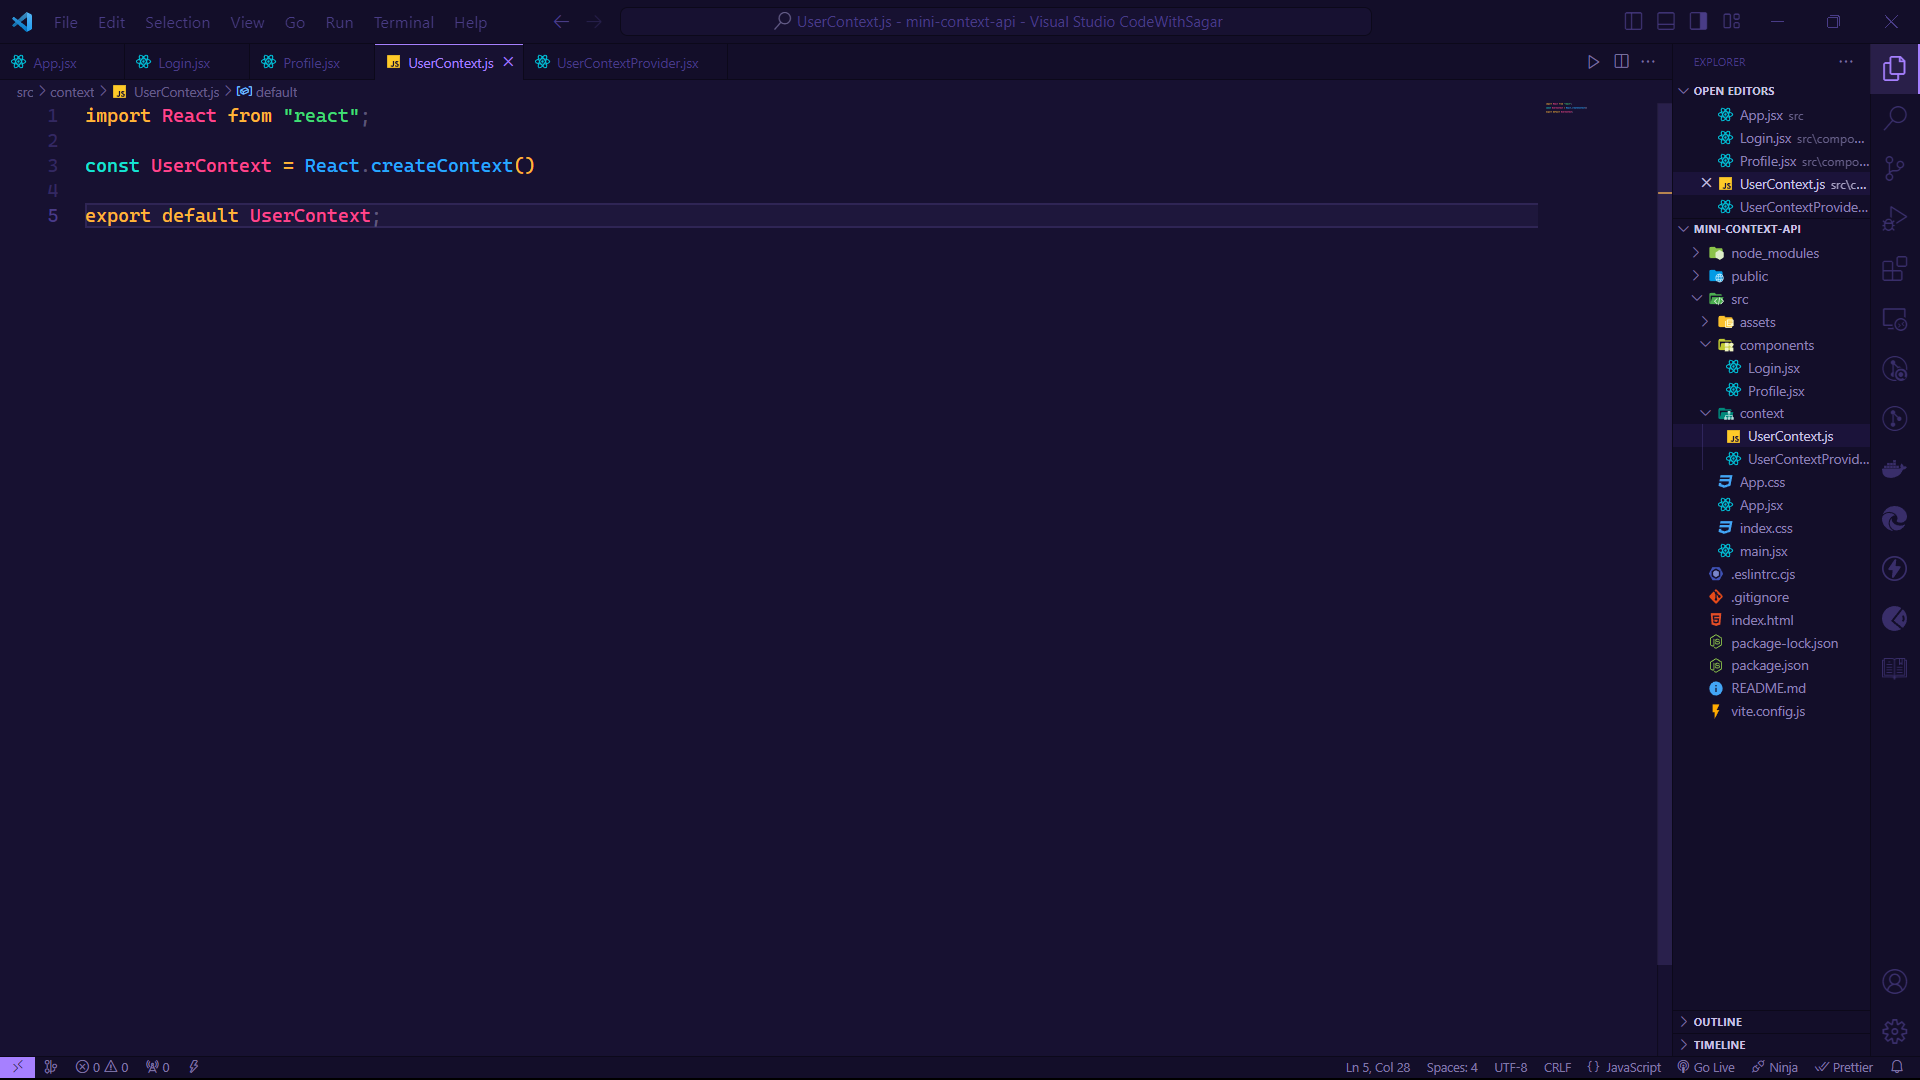 File Edit Selection View Go Run Terminal Help
UserContext.js - mini-context-api - Visual Studio CodeWithSagar
App.jsx Login.jsx Profile.jsx JS UserContext.js UserContextProvider.jsx
src > context > JS UserContext.js > default
1 import React from "react";
2
3 const UserContext = React.createContext()
4
5 export default UserContext;
EXPLORER
OPEN EDITORS
App.jsx src
Login.jsx src\compo...
Profile.jsx src\compo...
JS UserContext.js src\c...
UserContextProvide...
MINI-CONTEXT-API
node_modules
public
src
assets
components
Login.jsx
Profile.jsx
context
JS UserContext.js
UserContextProvid...
App.css
App.jsx
index.css
main.jsx
.eslintrc.cjs
.gitignore
index.html
package-lock.json
package.json
README.md
vite.config.js
OUTLINE
TIMELINE
0 0 0 Ln 5, Col 28 Spaces: 4 UTF-8 CRLF {} JavaScript Go Live Ninja Prettier